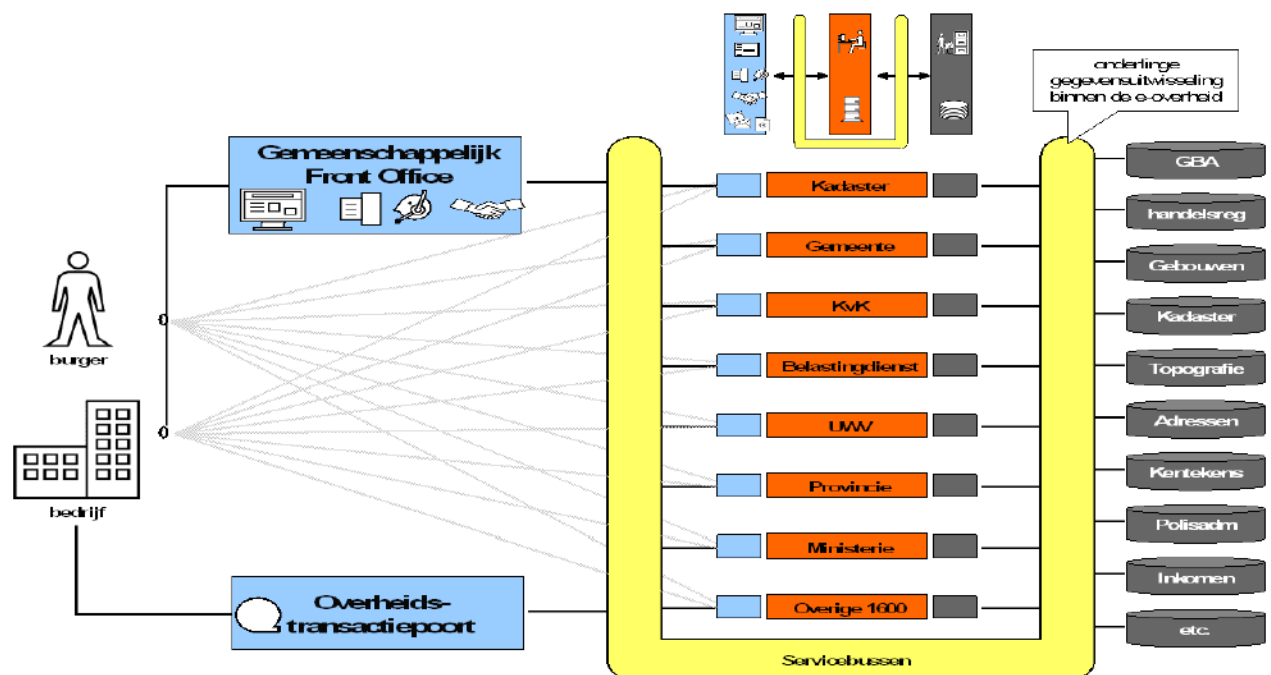 onderlinge
gegevensuitwisseling
binnen de e-overheid
Gemeenschappelijk
Front Office
burger
bedrijf
Overheids-
transactiepoort
Kadaster
Gemeente
KvK
Belastingdienst
UWV
Provincie
Ministerie
Overige 1600
Servicebussen
GBA
handelsreg
Gebouwen
Kadaster
Topografie
Adressen
Kentekens
Polisadm
Inkomen
etc.